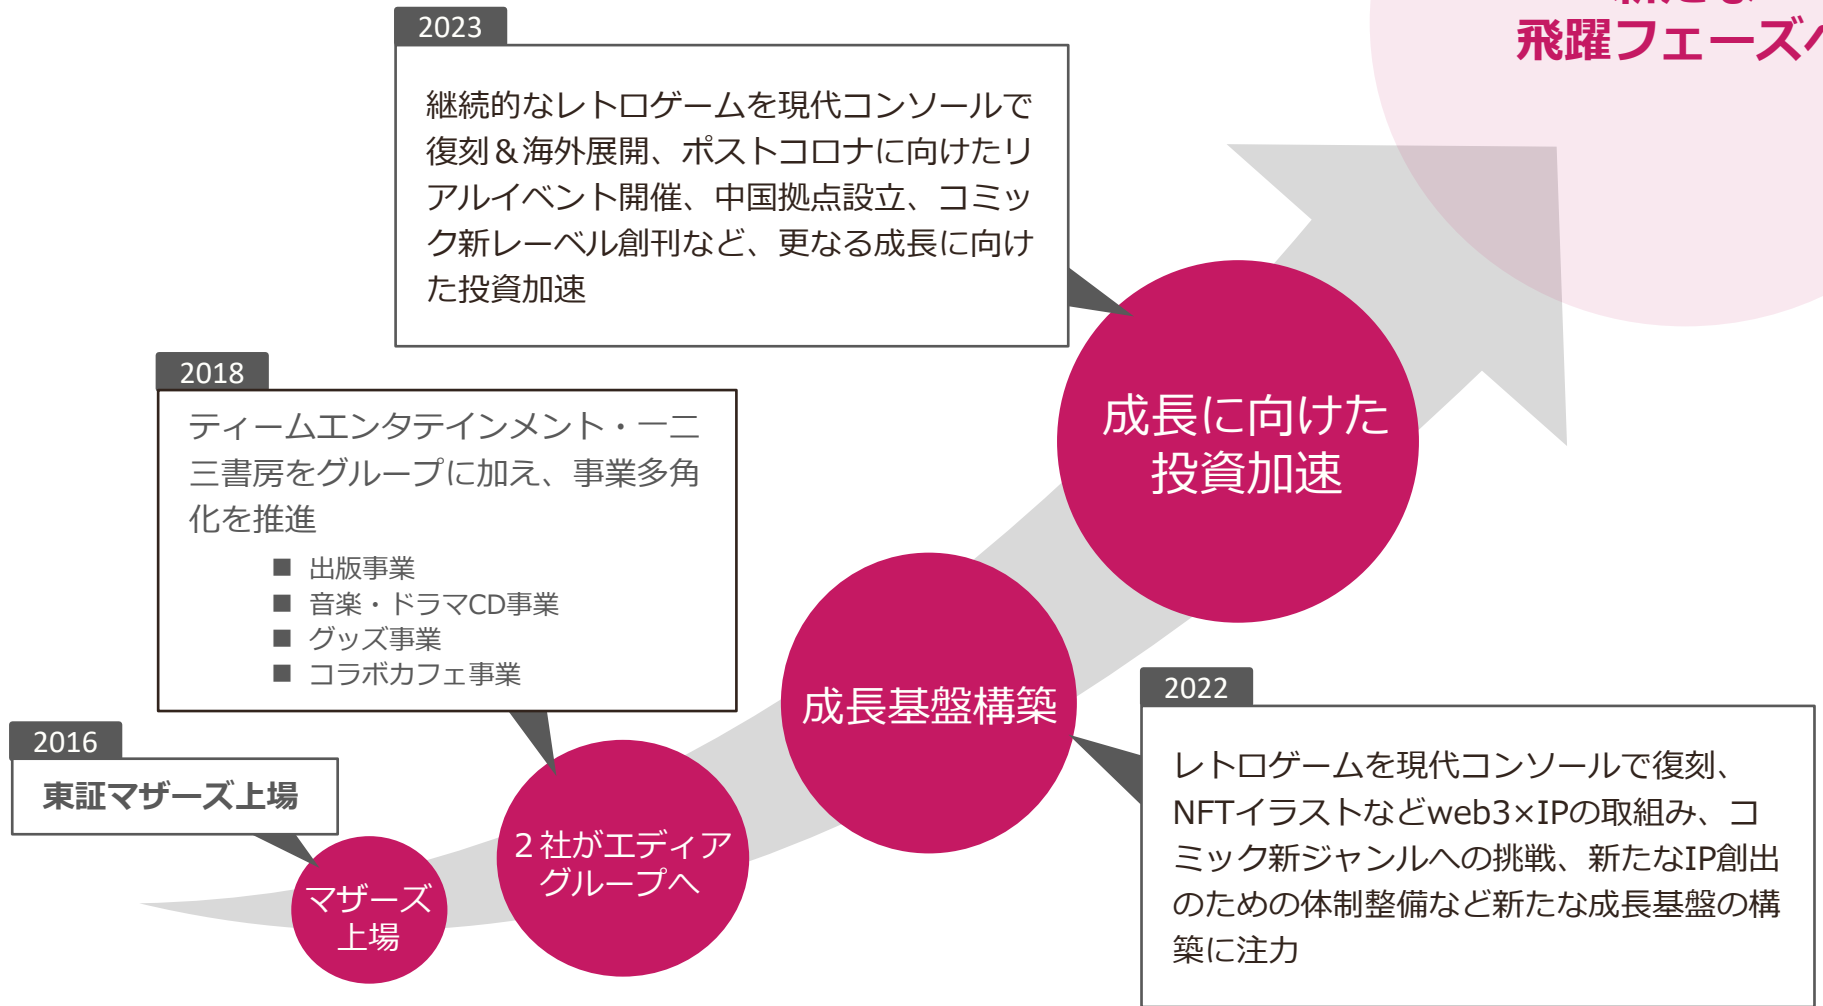 飛躍フェーズへ
2023
継続的なレトロゲームを現代コンソールで
復刻＆海外展開、ポストコロナに向けたリ
アルイベント開催、中国拠点設立、コミッ
ク新レーベル創刊など、更なる成長に向け
た投資加速
成長に向けた
投資加速
2018
ティームエンタテインメント・一二
三書房をグループに加え、事業多角
化を推進
■ 出版事業
■ 音楽・ドラマCD事業
■ グッズ事業
■ コラボカフェ事業
成長基盤構築
2022
レトロゲームを現代コンソールで復刻、
NFTイラストなどweb3×IPの取組み、コ
ミック新ジャンルへの挑戦、新たなIP創出
のための体制整備など新たな成長基盤の構
築に注力
2016
東証マザーズ上場
２社がエディア
グループへ
マザーズ
上場